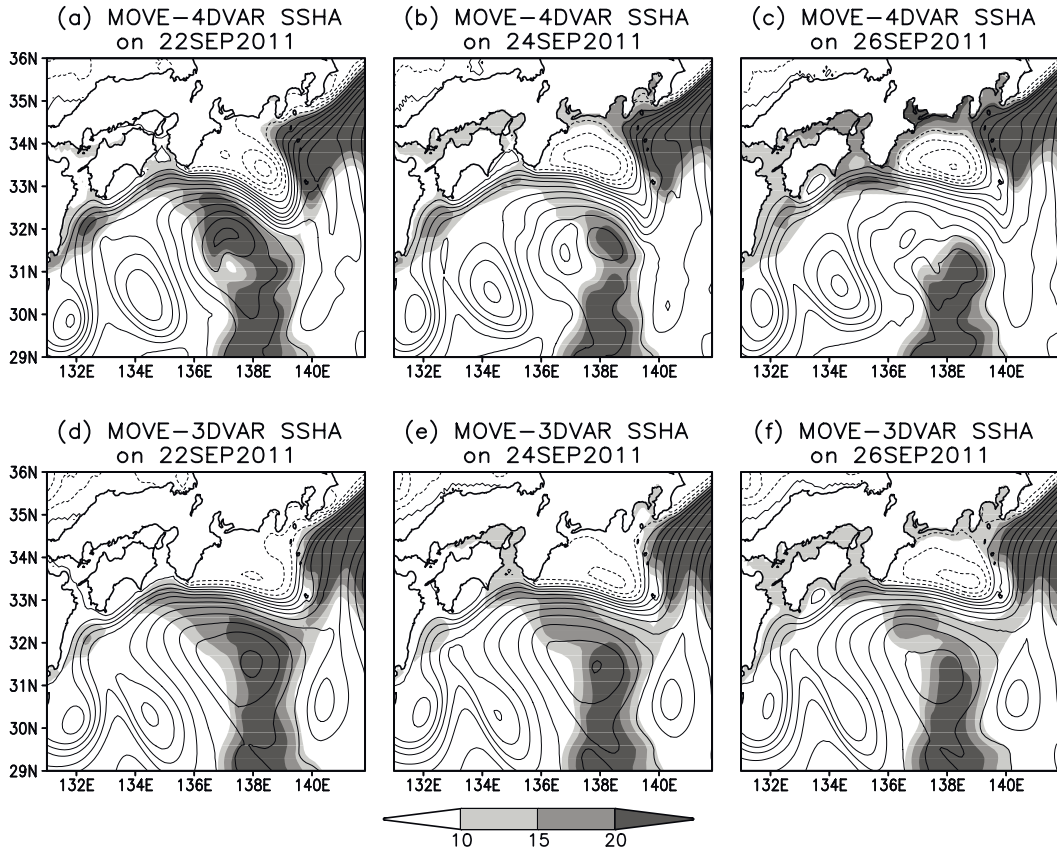 (a) MOVE−4DVAR SSHA
on 22SEP2011
(b) MOVE−4DVAR SSHA
on 24SEP2011
(c) MOVE−4DVAR SSHA
on 26SEP2011
36N
35N
34N
33N
32N
31N
30N
29N
132E 134E 136E 138E 140E
132E 134E 136E 138E 140E
132E 134E 136E 138E 140E
(d) MOVE−3DVAR SSHA
on 22SEP2011
(e) MOVE−3DVAR SSHA
on 24SEP2011
(f) MOVE−3DVAR SSHA
on 26SEP2011
36N
35N
34N
33N
32N
31N
30N
29N
132E 134E 136E 138E 140E
132E 134E 136E 138E 140E
132E 134E 136E 138E 140E
10 15 20